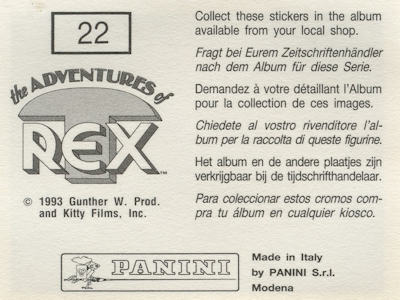 22
the ADVENTURES of
T
REX™
© 1993 Gunther W. Prod.
and Kitty Films, Inc.
Collect these stickers in the album
available from your local shop.
Fragt bei Eurem Zeitschriftenhändler
nach dem Album für diese Serie.
Demandez à votre détaillant l'Album
pour la collection de ces images.
Chiedete al vostro rivenditore l'al-
bum per la raccolta di queste figurine.
Het album en de andere plaatjes zijn
verkrijgbaar bij de tijdschrifthandelaar.
Para coleccionar estos cromos com-
pra tu álbum en cualquier kiosco.
PANINI
Made in Italy
by PANINI S.r.l.
Modena